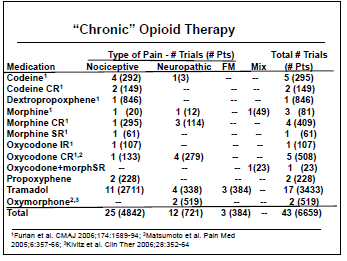 “Chronic” Opioid Therapy
Type of Pain - # Trials (# Pts) Total # Trials
Medication Nociceptive Neuropathic FM Mix (# Pts)
Codeine¹ 4 (292) 1(3) -- -- 5 (295)
Codeine CR¹ 2 (149) -- -- -- 2 (149)
Dextropropoxphene¹ 1 (846) -- -- -- 1 (846)
Morphine¹ 1 (20) 1 (12) -- 1(49) 3 (81)
Morphine CR¹ 1 (295) 3 (114) -- -- 4 (409)
Morphine SR¹ 1 (61) -- -- -- 1 (61)
Oxycodone IR¹ 1 (107) -- -- -- 1 (107)
Oxycodone CR¹,² 1 (133) 4 (279) -- -- 5 (508)
Oxycodone+morphSR -- -- -- 1(23) 1 (23)
Propoxyphene 2 (228) -- -- -- 2 (228)
Tramadol 11 (2711) 4 (338) 3 (384) -- 17 (3433)
Oxymorphone²,³ -- 2 (519) -- -- 2 (519)
Total 25 (4842) 12 (721) 3 (384) -- 43 (6659)
¹Furlan et al. CMAJ 2006;174:1589-94; ²Matsumoto et al. Pain Med
2005;6:357-66; ³Kivitz et al. Clin Ther 2006;28:352-64